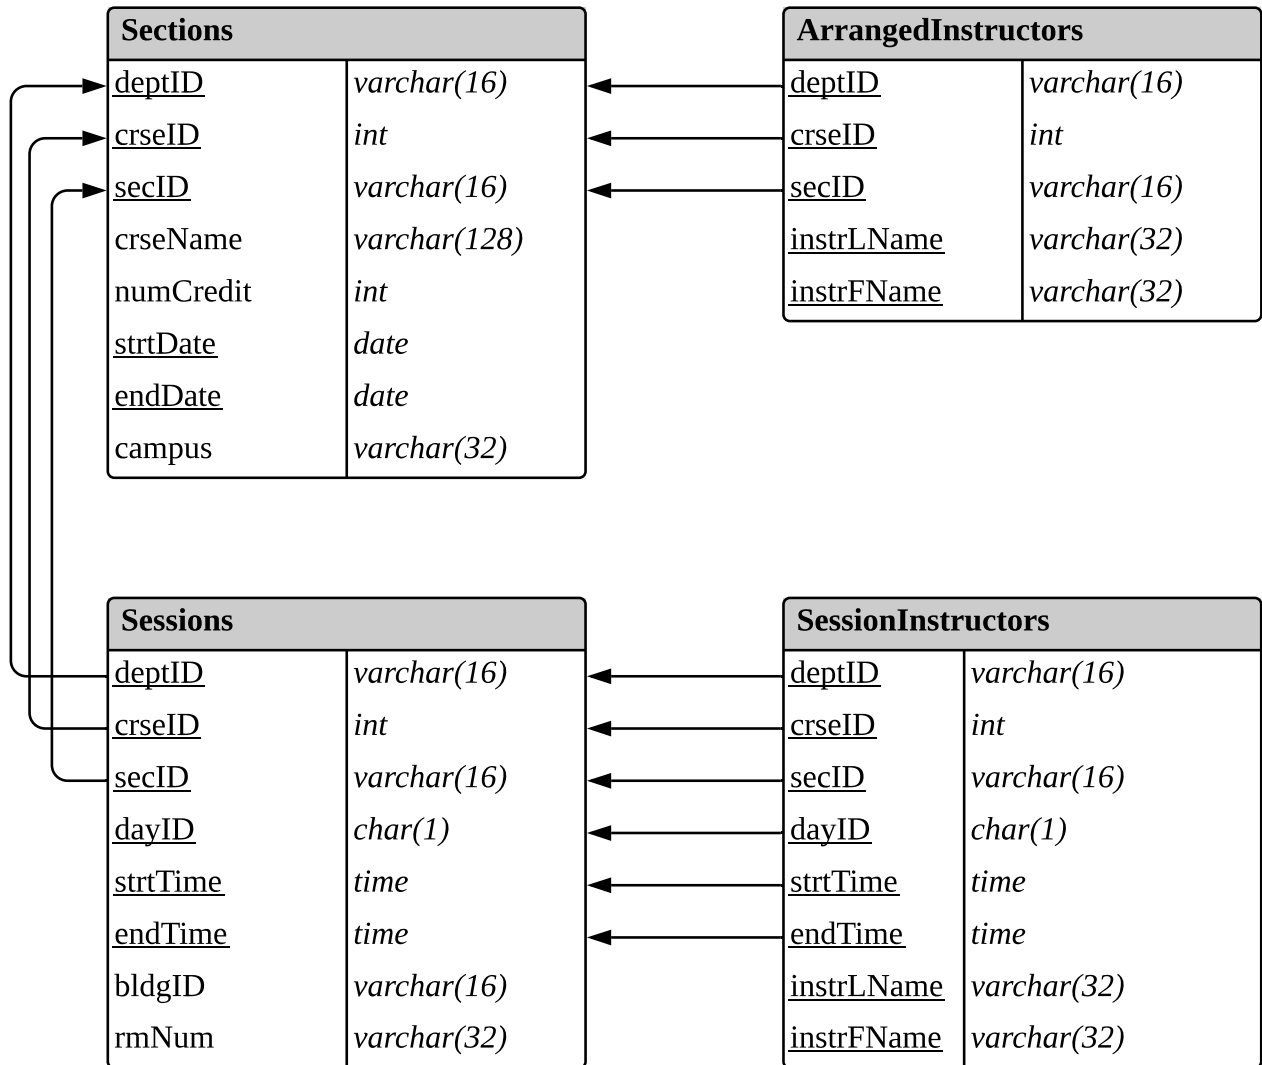 Sections
deptID varchar(16)
crseID int
secID varchar(16)
crseName varchar(128)
numCredit int
strtDate date
endDate date
campus varchar(32)
ArrangedInstructors
deptID varchar(16)
crseID int
secID varchar(16)
instrLName varchar(32)
instrFName varchar(32)
Sessions
deptID varchar(16)
crseID int
secID varchar(16)
dayID char(1)
strtTime time
endTime time
bldgID varchar(16)
rmNum varchar(32)
SessionInstructors
deptID varchar(16)
crseID int
secID varchar(16)
dayID char(1)
strtTime time
endTime time
instrLName varchar(32)
instrFName varchar(32)